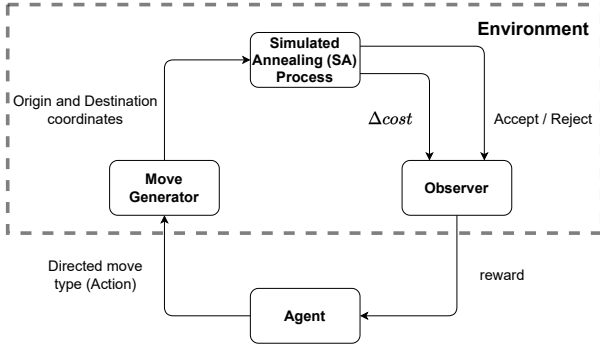 Environment
Simulated
Annealing (SA)
Process
Origin and Destination
coordinates
Δcost
Accept / Reject
Move
Generator
Observer
Directed move
type (Action)
reward
Agent